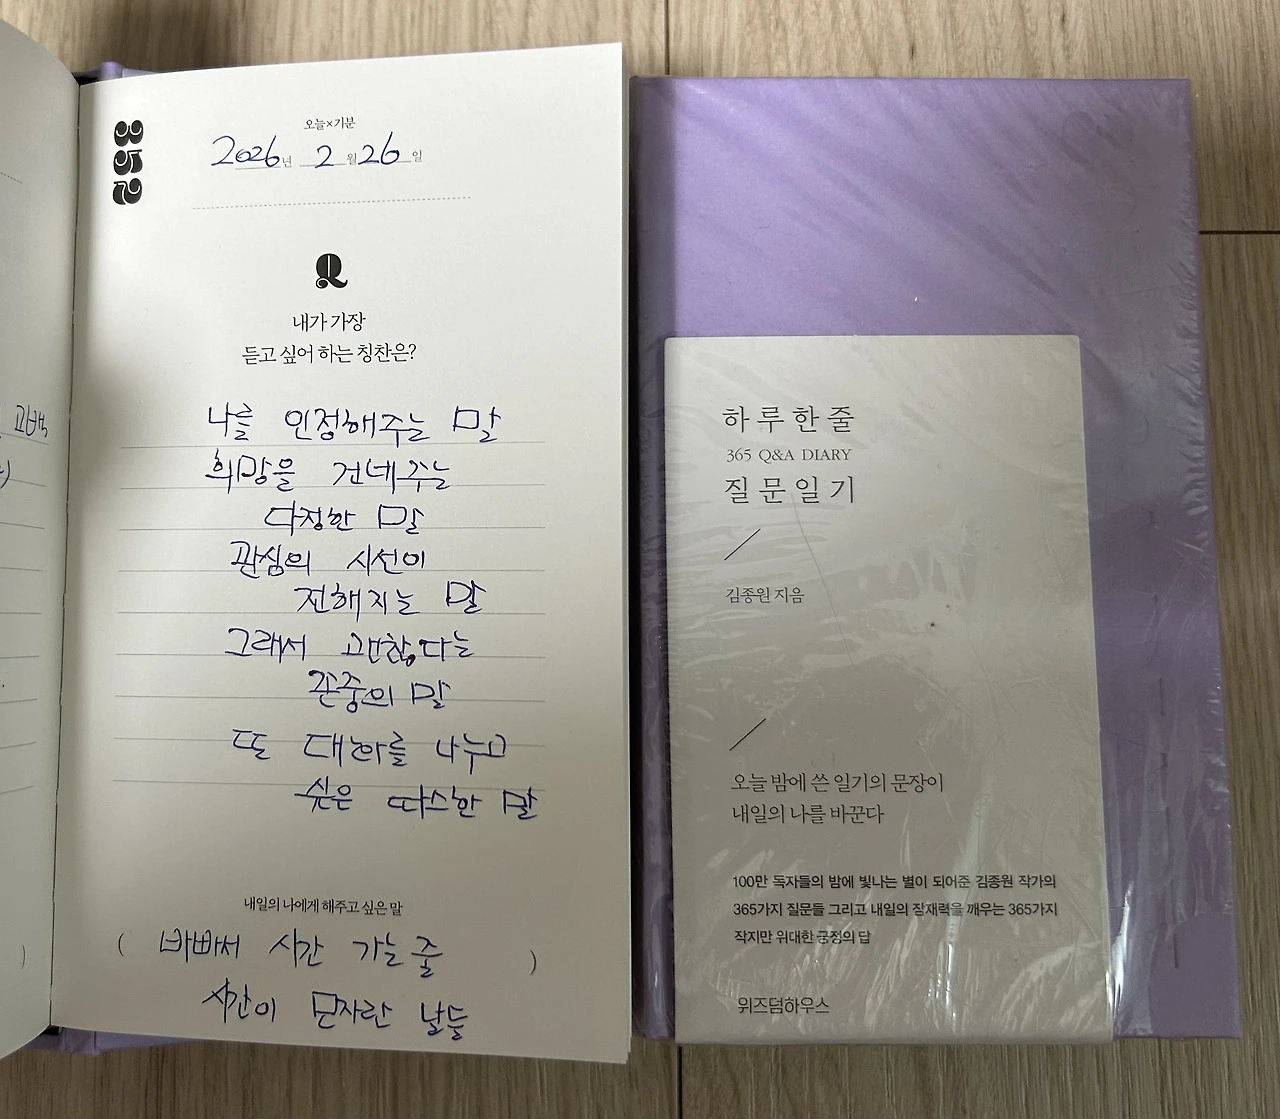 고백
352
오늘×기분
2026년 2월 26일
Q
내가 가장
듣고 싶어 하는 칭찬은?
나를 인정해주는 말
희망을 건네주는
다정한 말
관심의 시선이
전해지는 말
그래서 괜찮다는
존중의 말
또 대화를 나누고
싶은 따스한 말
내일의 나에게 해주고 싶은 말
( 바빠서 시간 가는 줄 )
시간이 모자란 날들
하루 한 줄
365 Q&A DIARY
질문일기
김종원 지음
오늘 밤에 쓴 일기의 문장이
내일의 나를 바꾼다
100만 독자들의 밤에 빛나는 별이 되어준 김종원 작가의
365가지 질문들 그리고 내일의 잠재력을 깨우는 365가지
작지만 위대한 긍정의 답
위즈덤하우스